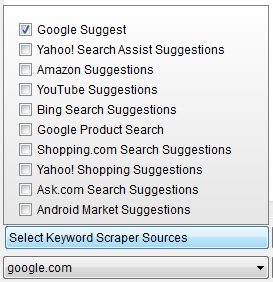 Google Suggest
Yahoo! Search Assist Suggestions
Amazon Suggestions
YouTube Suggestions
Bing Search Suggestions
Google Product Search
Shopping.com Search Suggestions
Yahoo! Shopping Suggestions
Ask.com Search Suggestions
Android Market Suggestions
Select Keyword Scraper Sources
google.com